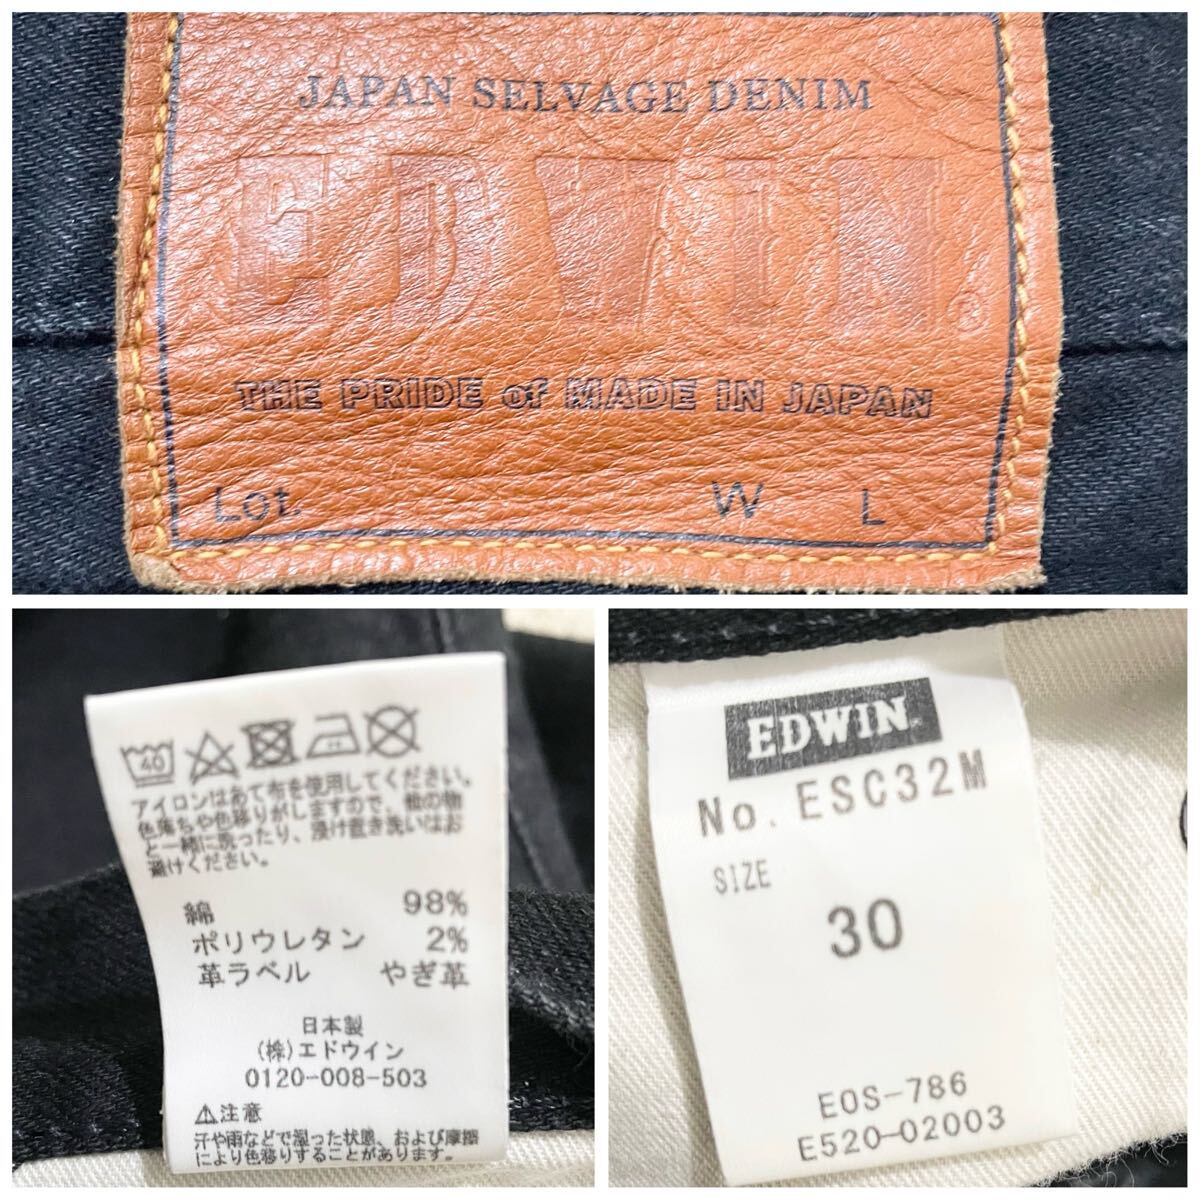 JAPAN SELVAGE DENIM
EDWIN®
THE PRIDE of MADE IN JAPAN
Lot. W L
40
アイロンはあて布を使用してください。
色落ちや色移りがしますので、他の物
と一緒に洗ったり、浸け置き洗いはお
避けください。
綿 98%
ポリウレタン 2%
革ラベル やぎ革
日本製
(株)エドウイン
0120-008-503
⚠注意
汗や雨などで湿った状態、および摩擦
により色移りすることがあります。
EDWIN
No. ESC32M
SIZE
30
EOS-786
E520-02003